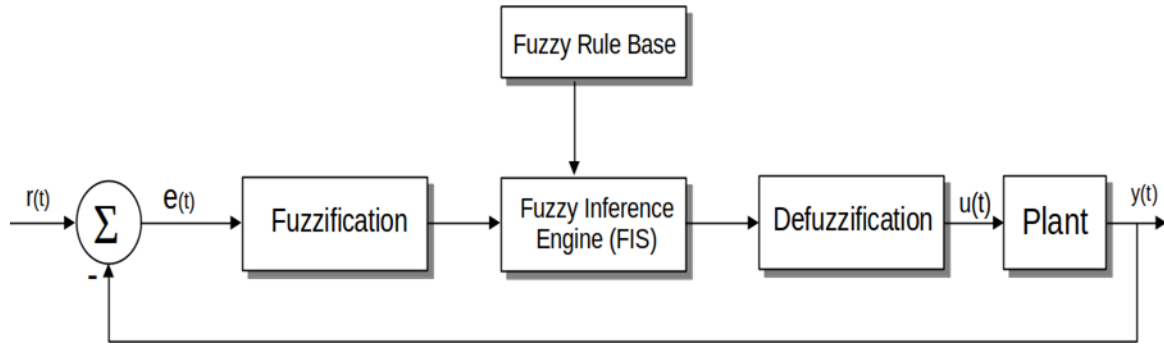 Fuzzy Rule Base
r(t)
Σ
e(t)
Fuzzification
Fuzzy Inference
Engine (FIS)
Defuzzification
u(t)
Plant
y(t)
-